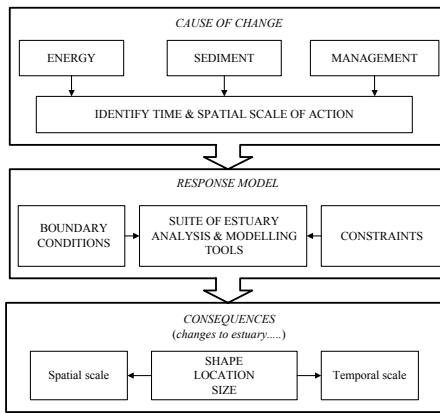 CAUSE OF CHANGE
ENERGY
SEDIMENT
MANAGEMENT
IDENTIFY TIME & SPATIAL SCALE OF ACTION
RESPONSE MODEL
BOUNDARY
CONDITIONS
SUITE OF ESTUARY
ANALYSIS & MODELLING
TOOLS
CONSTRAINTS
CONSEQUENCES
(changes to estuary.....)
Spatial scale
SHAPE
LOCATION
SIZE
Temporal scale